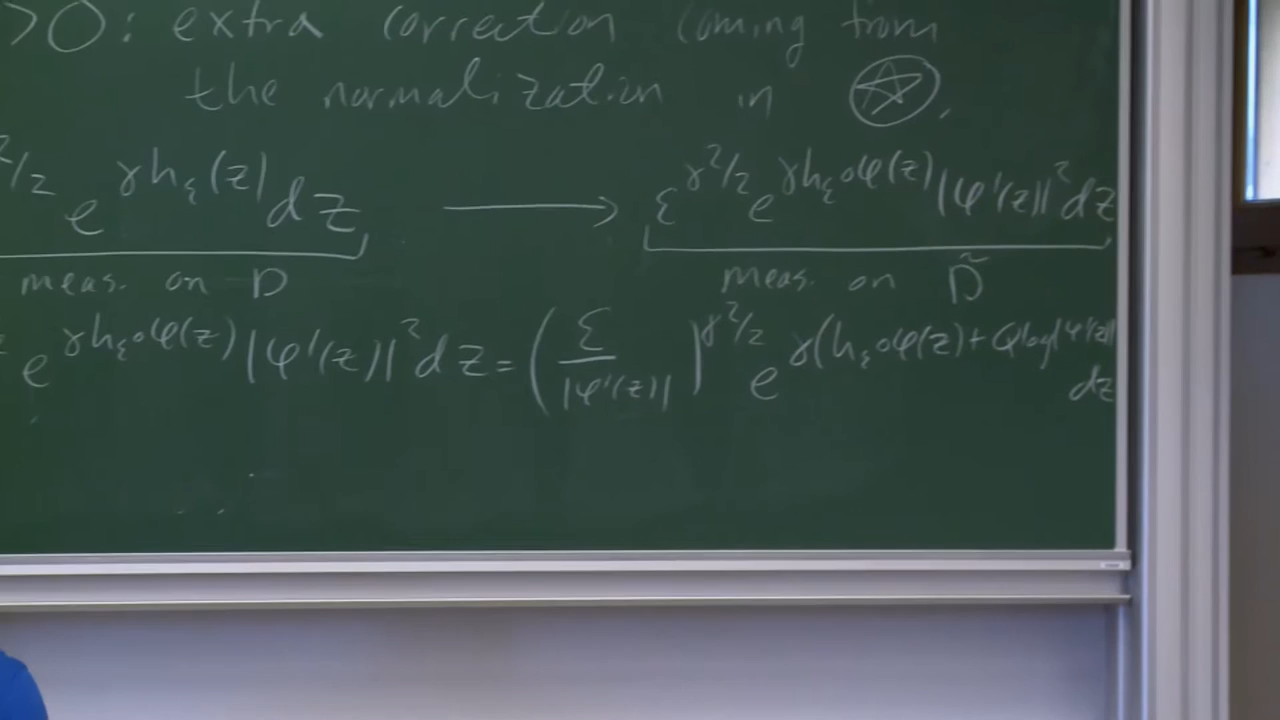 >0: extra correction coming from
the normalization in ⍟.
²/₂ e^{γh_ε(z)} dz ⟶ ε^{γ²/2} e^{γh_ε∘φ(z)} |φ'(z)|² dz
meas. on D meas. on D̃
e^{γh_ε∘φ(z)} |φ'(z)|² dz = (ε/|φ'(z)|)^{γ²/2} e^{γ(h_ε∘φ(z)+Qlog|φ'(z)|} dz